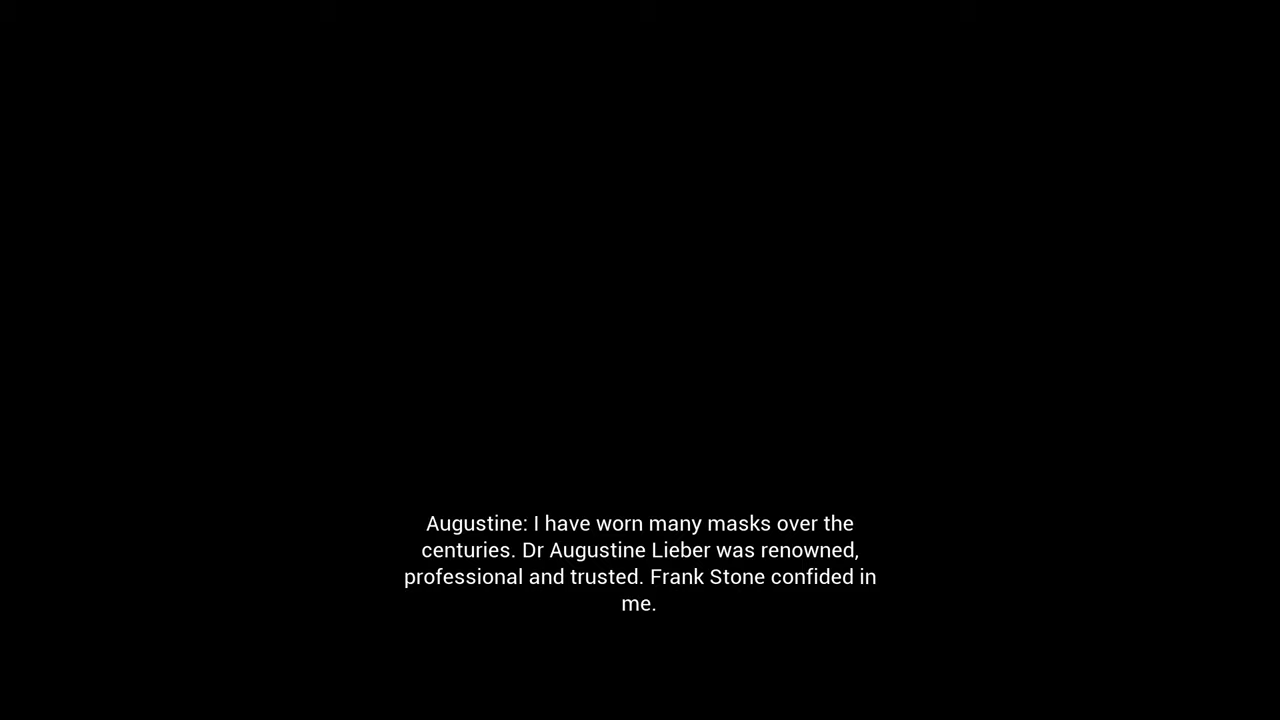 Augustine: I have worn many masks over the
centuries. Dr Augustine Lieber was renowned,
professional and trusted. Frank Stone confided in
me.